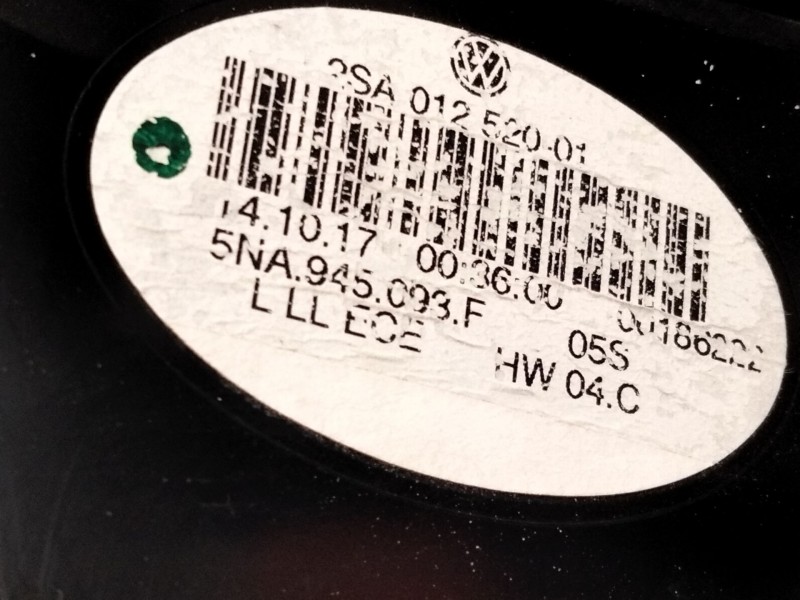 2SA 012 520-01
14.10.17 00:36:00 00186222
5NA.945.093.F 05S
L LL ECE HW 04.C